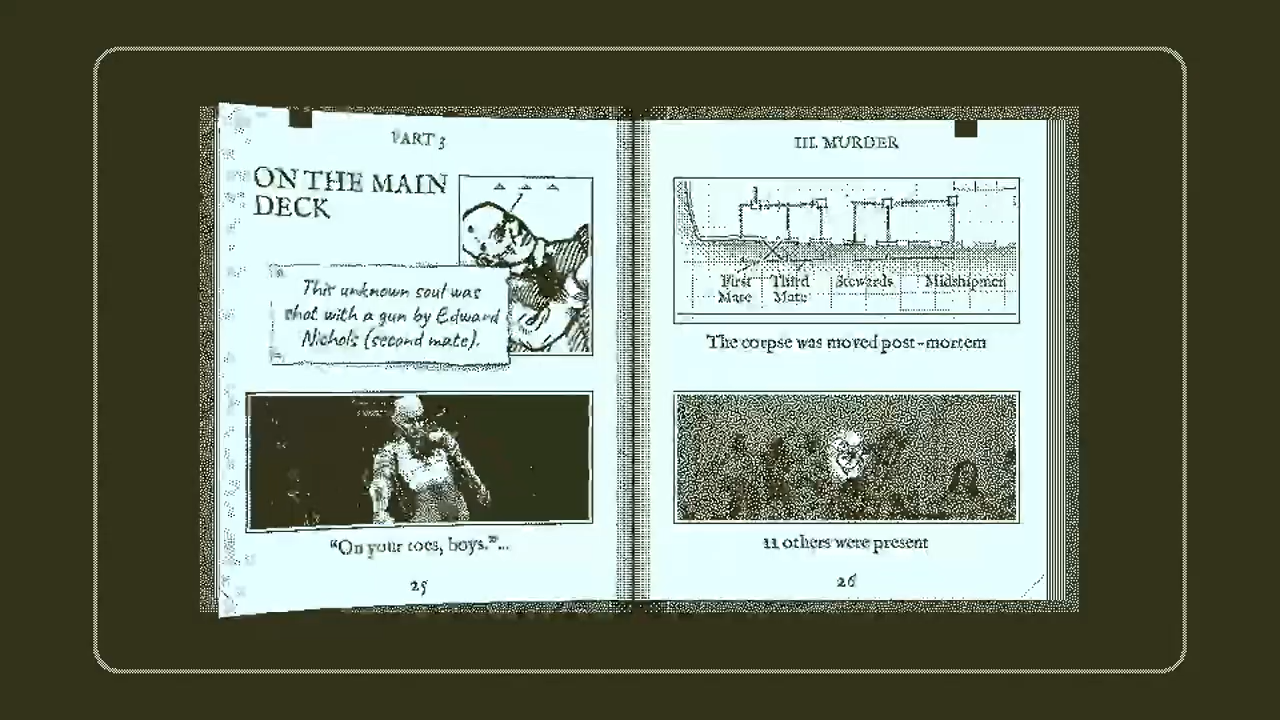 PART 3
ON THE MAIN
DECK
This unknown soul was
shot with a gun by Edward
Nichols (second mate).
"On your toes, boys."...
25
III. MURDER
First Third Stewards Midshipmen
Mate Mate
The corpse was moved post-mortem
11 others were present
26